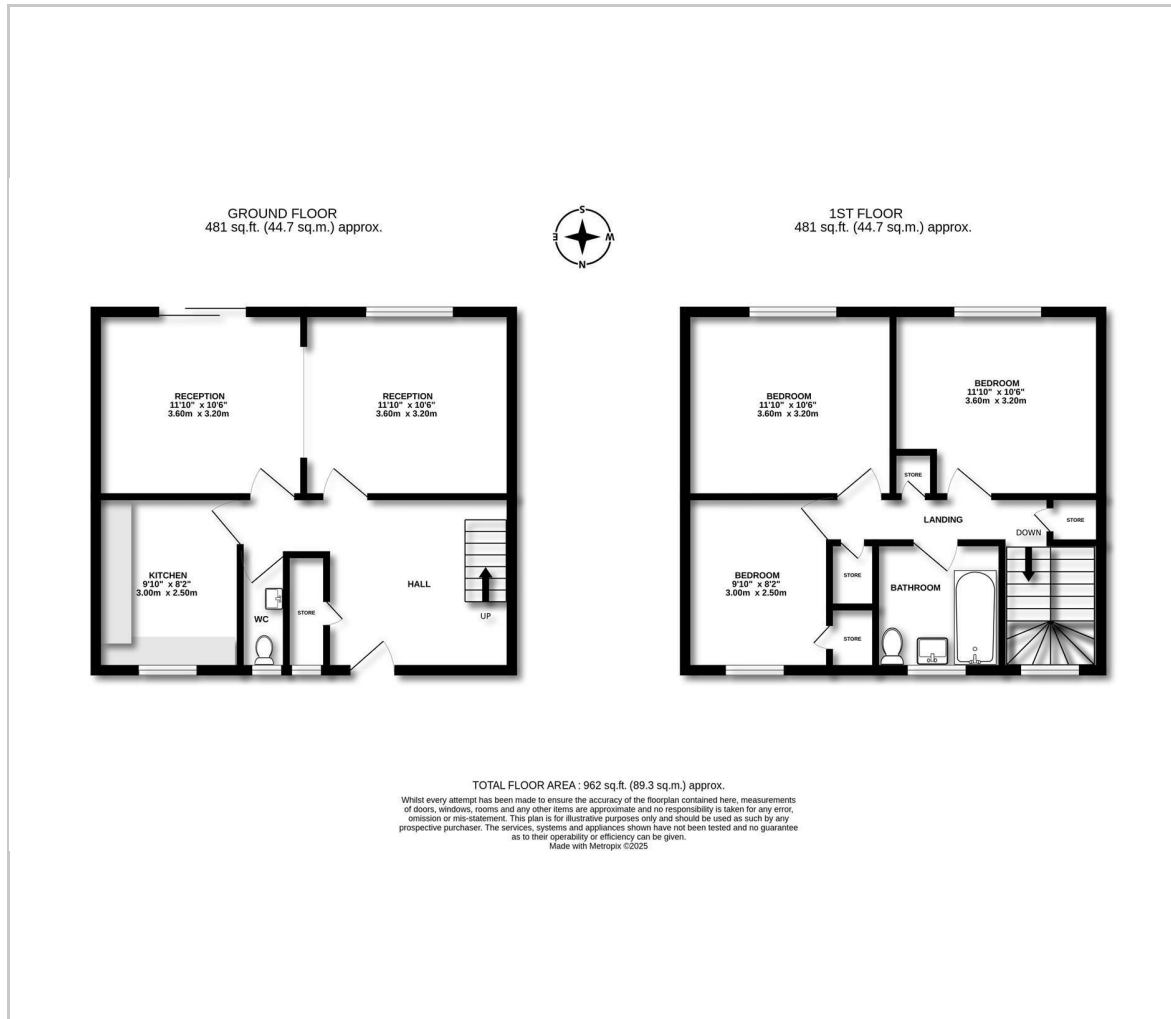 GROUND FLOOR
481 sq.ft. (44.7 sq.m.) approx.
S
E
W
N
1ST FLOOR
481 sq.ft. (44.7 sq.m.) approx.
RECEPTION
11'10" x 10'6"
3.60m x 3.20m
RECEPTION
11'10" x 10'6"
3.60m x 3.20m
KITCHEN
9'10" x 8'2"
3.00m x 2.50m
WC
STORE
HALL
UP
BEDROOM
11'10" x 10'6"
3.60m x 3.20m
BEDROOM
11'10" x 10'6"
3.60m x 3.20m
STORE
LANDING
DOWN
STORE
BEDROOM
9'10" x 8'2"
3.00m x 2.50m
STORE
BATHROOM
STORE
TOTAL FLOOR AREA : 962 sq.ft. (89.3 sq.m.) approx.
Whilst every attempt has been made to ensure the accuracy of the floorplan contained here, measurements
of doors, windows, rooms and any other items are approximate and no responsibility is taken for any error,
omission or mis-statement. This plan is for illustrative purposes only and should be used as such by any
prospective purchaser. The services, systems and appliances shown have not been tested and no guarantee
as to their operability or efficiency can be given.
Made with Metropix ©2025